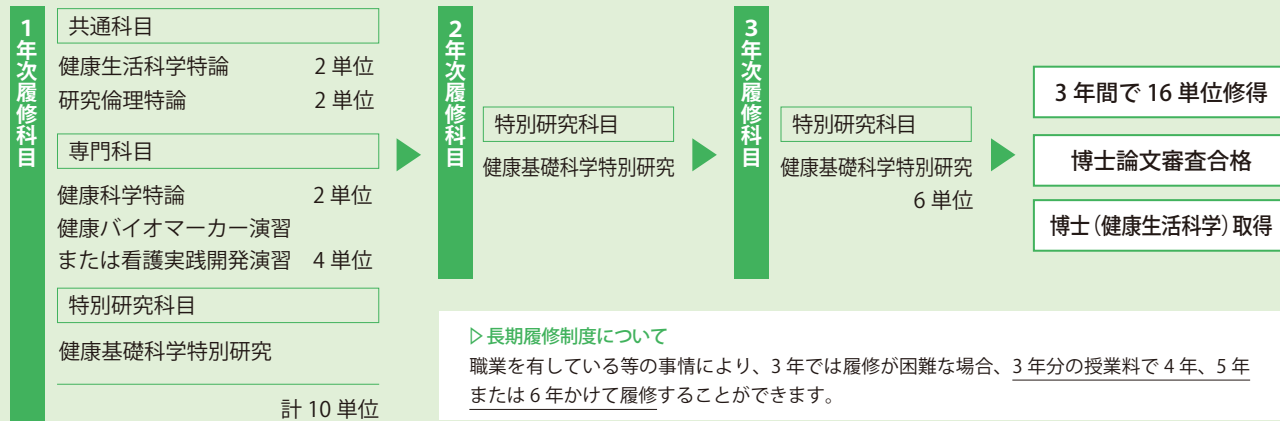 1年次履修科目
共通科目
健康生活科学特論 2 単位
研究倫理特論 2 単位
専門科目
健康科学特論 2 単位
健康バイオマーカー演習
または看護実践開発演習 4 単位
特別研究科目
健康基礎科学特別研究
計 10 単位
2年次履修科目
特別研究科目
健康基礎科学特別研究
3年次履修科目
特別研究科目
健康基礎科学特別研究
6 単位
3 年間で 16 単位修得
博士論文審査合格
博士（健康生活科学）取得
▷長期履修制度について
職業を有している等の事情により、3 年では履修が困難な場合、3 年分の授業料で 4 年、5 年
または 6 年かけて履修することができます。